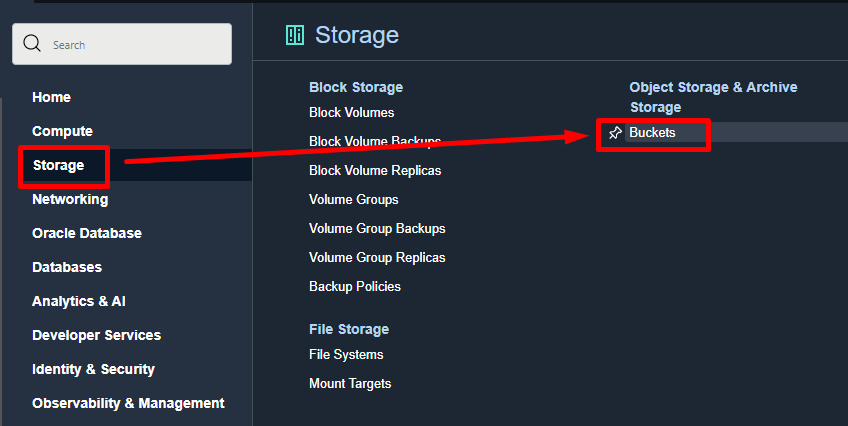 Search
Home
Compute
Storage
Networking
Oracle Database
Databases
Analytics & AI
Developer Services
Identity & Security
Observability & Management
Storage
Block Storage
Block Volumes
Block Volume Backups
Block Volume Replicas
Volume Groups
Volume Group Backups
Volume Group Replicas
Backup Policies
File Storage
File Systems
Mount Targets
Object Storage & Archive
Storage
Buckets